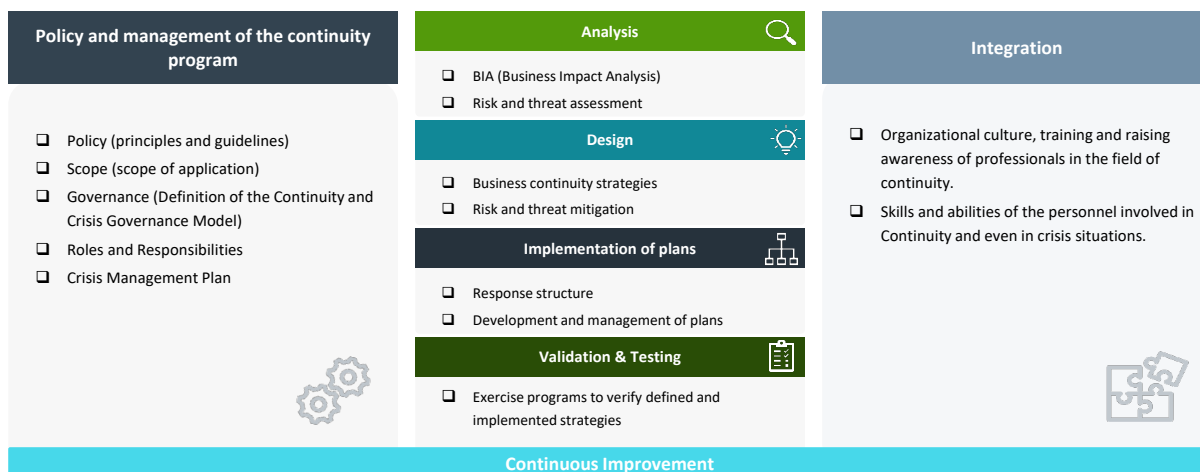 Policy and management of the continuity
program
❑ Policy (principles and guidelines)
❑ Scope (scope of application)
❑ Governance (Definition of the Continuity and
Crisis Governance Model)
❑ Roles and Responsibilities
❑ Crisis Management Plan
Analysis
❑ BIA (Business Impact Analysis)
❑ Risk and threat assessment
Design
❑ Business continuity strategies
❑ Risk and threat mitigation
Implementation of plans
❑ Response structure
❑ Development and management of plans
Validation & Testing
❑ Exercise programs to verify defined and
implemented strategies
Integration
❑ Organizational culture, training and raising
awareness of professionals in the field of
continuity.
❑ Skills and abilities of the personnel involved in
Continuity and even in crisis situations.
Continuous Improvement